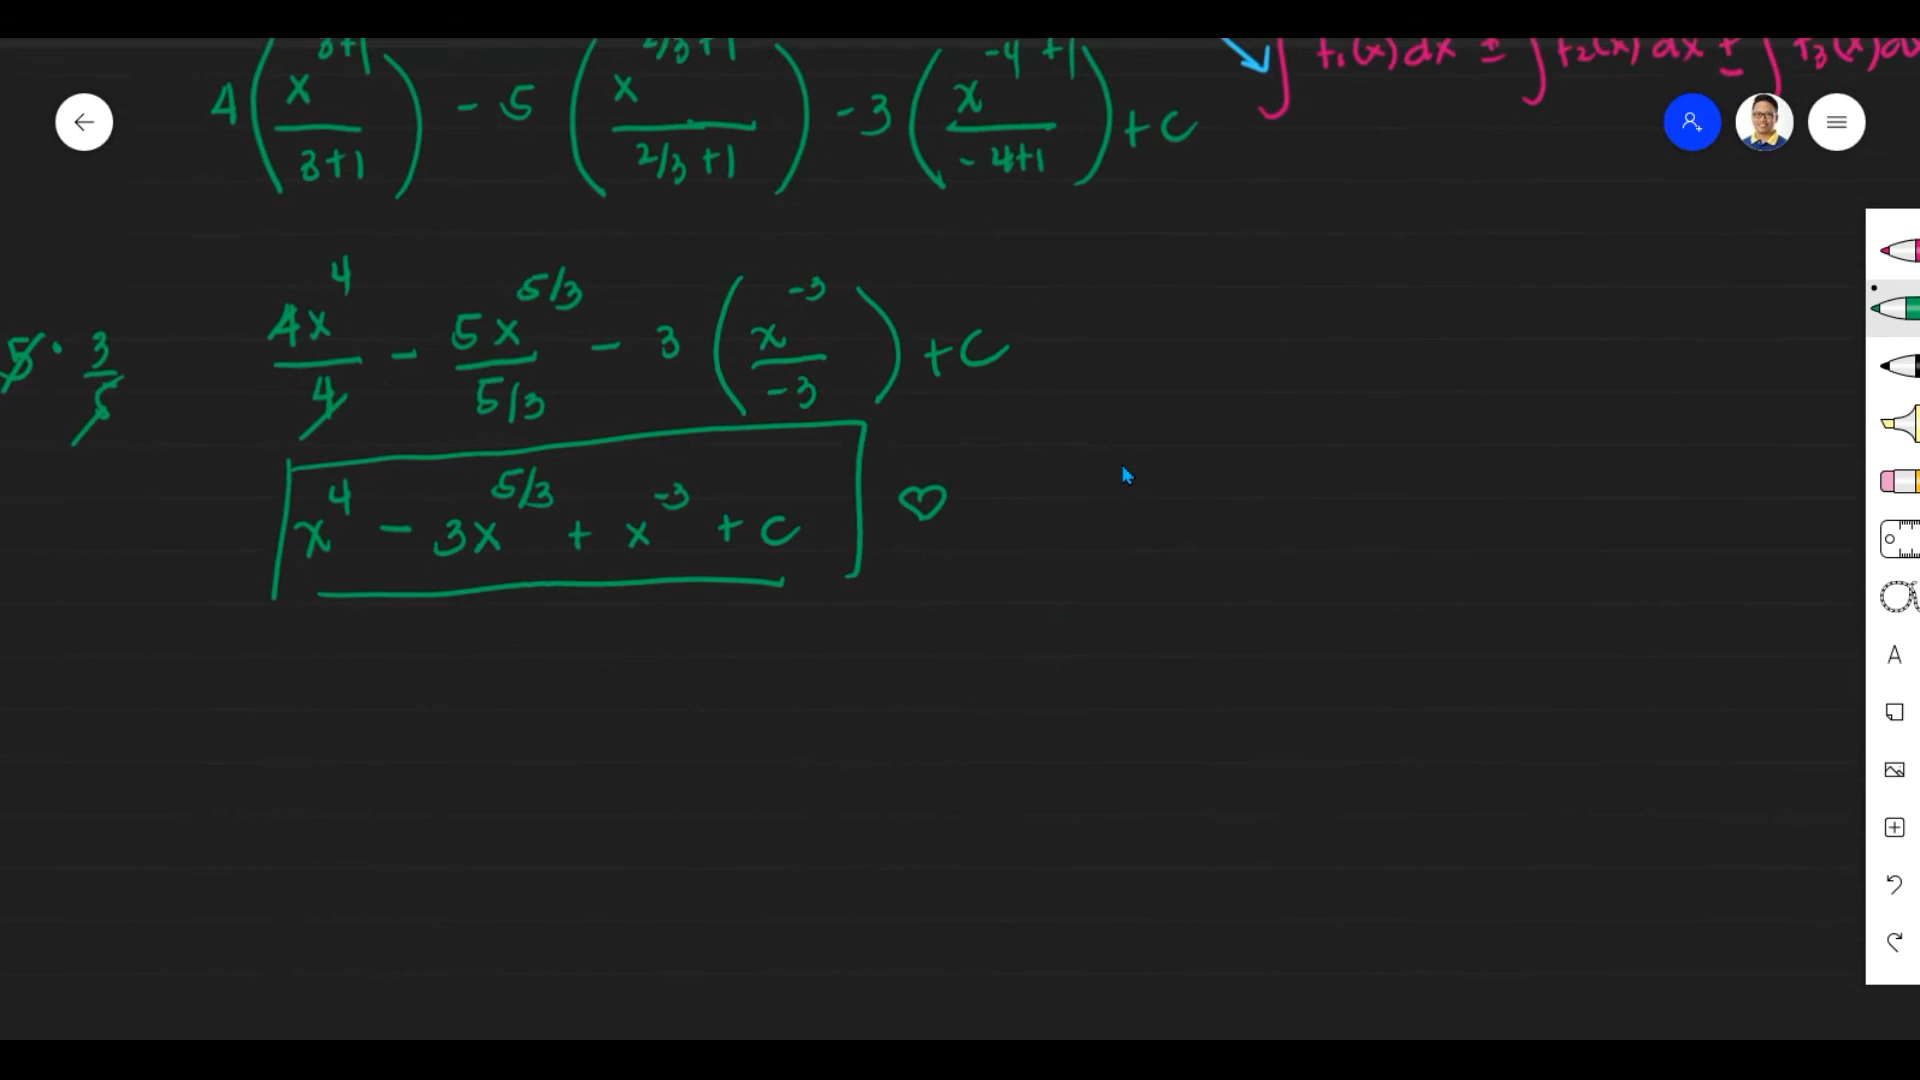 4(x^{3+1}/3+1) - 5(x^{2/3+1}/2/3+1) - 3(x^{-4+1}/-4+1) + C
∫ f₁(x)dx ± ∫ f₂(x)dx ± ∫ f₃(x)dx
5 · 3/5
4x^4/4 - 5x^{5/3}/5/3 - 3(x^{-3}/-3) + C
x^4 - 3x^{5/3} + x^{-3} + C ♡
A